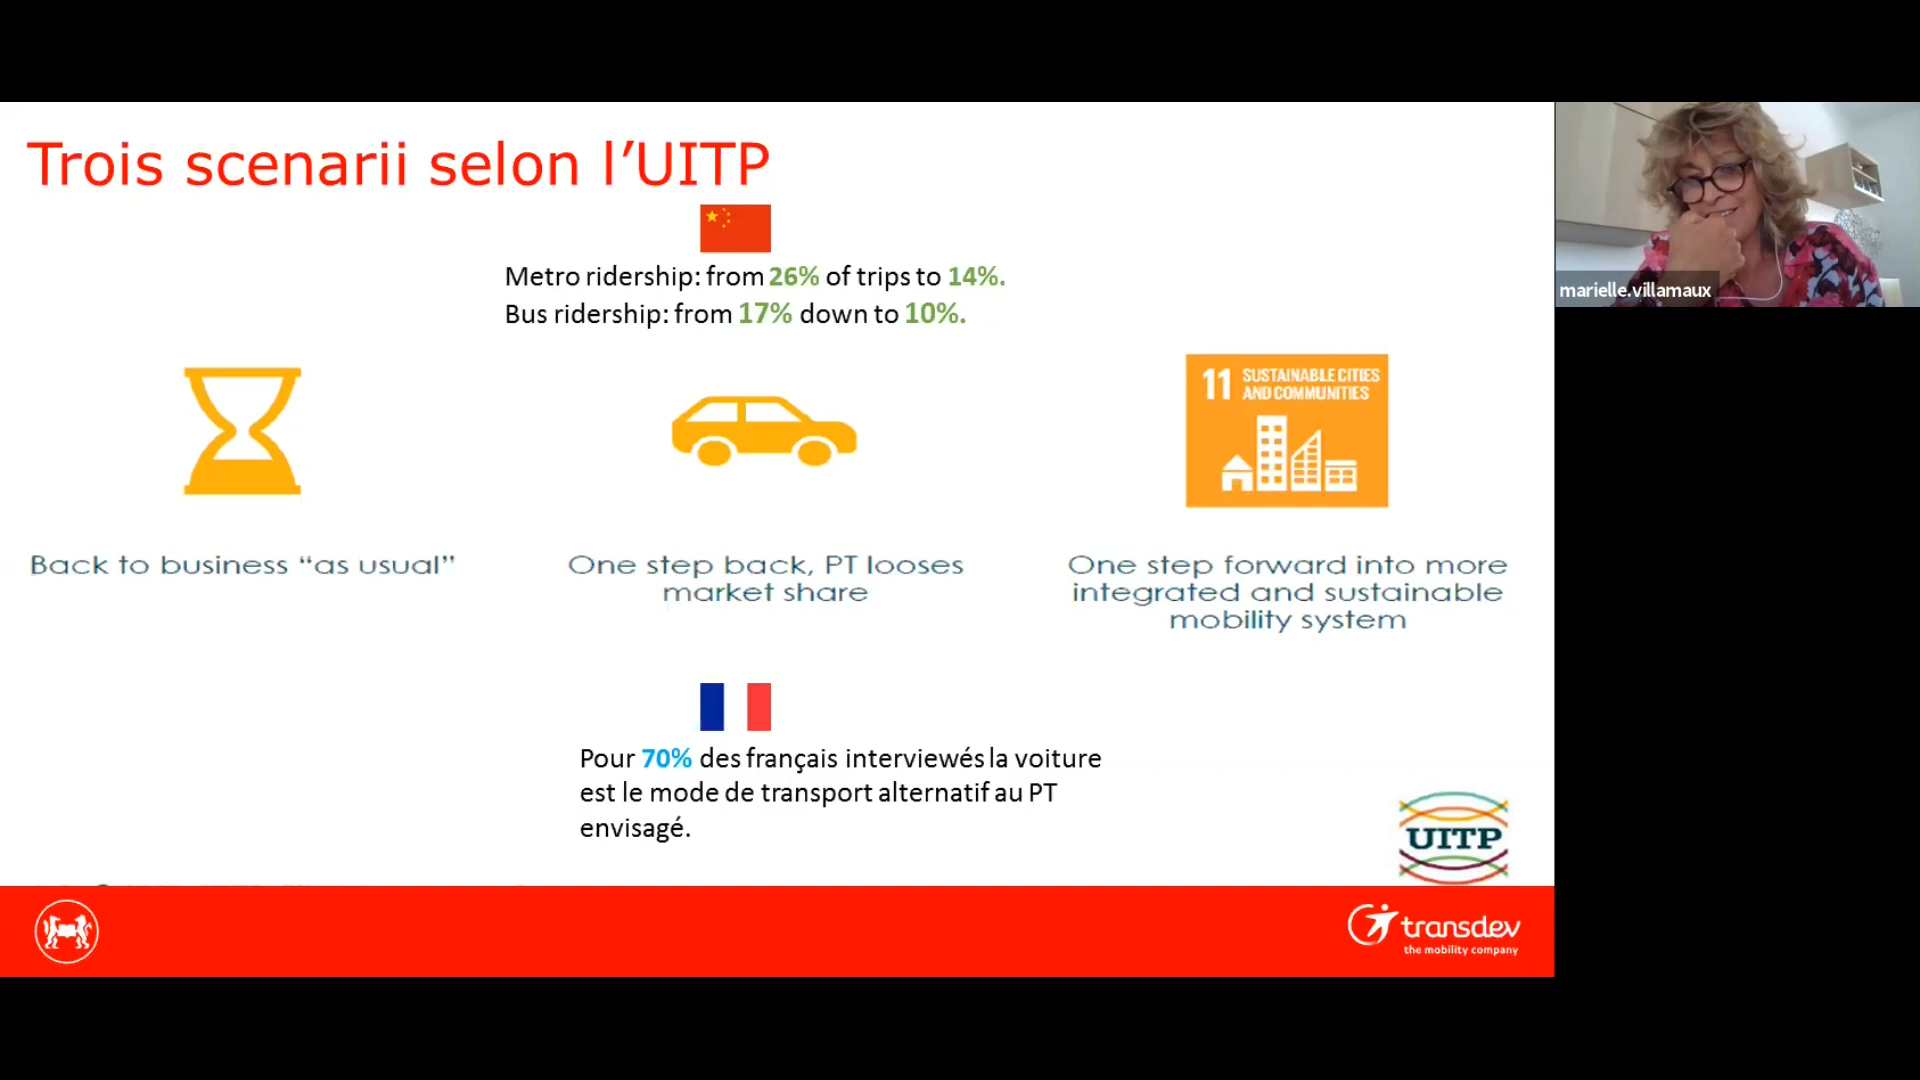 Trois scenarii selon l’UITP
Metro ridership: from 26% of trips to 14%.
Bus ridership: from 17% down to 10%.
11 SUSTAINABLE CITIES
AND COMMUNITIES
Back to business “as usual”
One step back, PT looses
market share
One step forward into more
integrated and sustainable
mobility system
Pour 70% des français interviewés la voiture
est le mode de transport alternatif au PT
envisagé.
UITP
transdev
the mobility company
marielle.villamaux